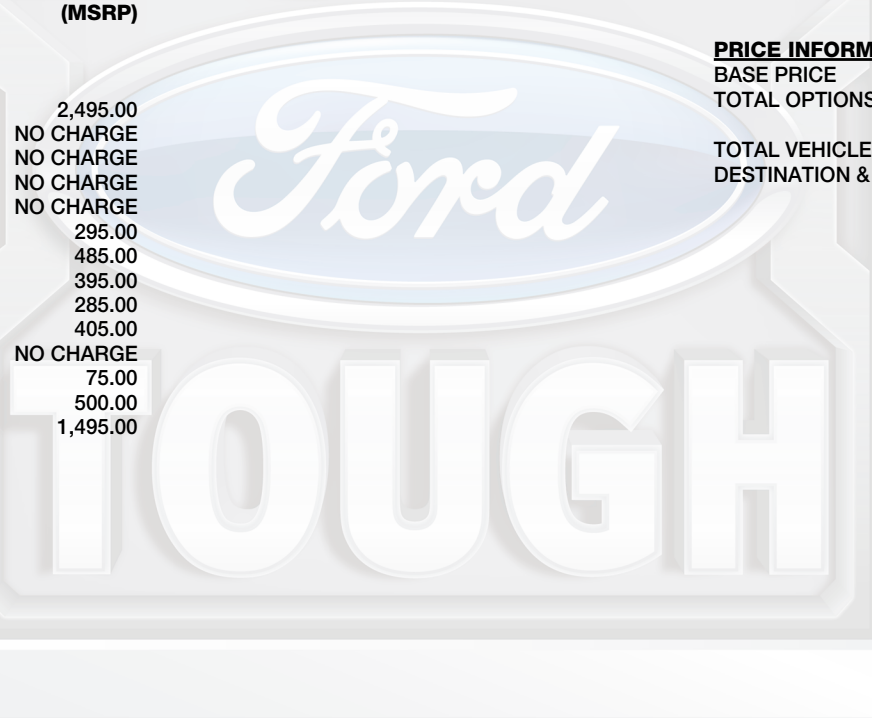 (MSRP)
2,495.00
NO CHARGE
NO CHARGE
NO CHARGE
NO CHARGE
295.00
485.00
395.00
285.00
405.00
NO CHARGE
75.00
500.00
1,495.00
PRICE INFORM
BASE PRICE
TOTAL OPTIONS
TOTAL VEHICLE
DESTINATION &
Ford
TOUGH